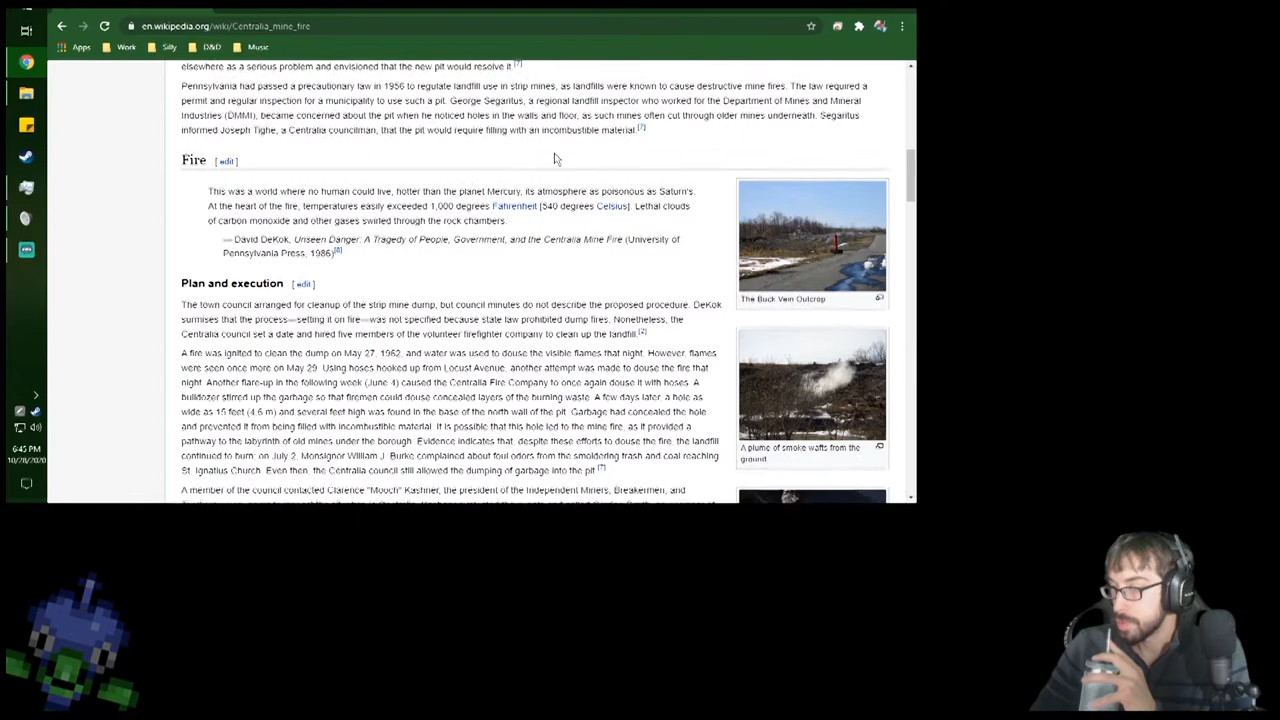 en.wikipedia.org/wiki/Centralia_mine_fire
Apps Work Silly D&D Music
elsewhere as a serious problem and envisioned that the new pit would resolve it.[7]
Pennsylvania had passed a precautionary law in 1956 to regulate landfill use in strip mines, as landfills were known to cause destructive mine fires. The law required a
permit and regular inspection for a municipality to use such a pit. George Segaritus, a regional landfill inspector who worked for the Department of Mines and Mineral
Industries (DMMI), became concerned about the pit when he noticed holes in the walls and floor, as such mines often cut through older mines underneath. Segaritus
informed Joseph Tighe, a Centralia councilman, that the pit would require filling with an incombustible material.[7]
Fire [ edit ]
This was a world where no human could live, hotter than the planet Mercury, its atmosphere as poisonous as Saturn's.
At the heart of the fire, temperatures easily exceeded 1,000 degrees Fahrenheit [540 degrees Celsius]. Lethal clouds
of carbon monoxide and other gases swirled through the rock chambers.
— David DeKok, Unseen Danger: A Tragedy of People, Government, and the Centralia Mine Fire (University of
Pennsylvania Press, 1986)[8]
The Buck Vein Outcrop
Plan and execution [ edit ]
The town council arranged for cleanup of the strip mine dump, but council minutes do not describe the proposed procedure. DeKok
surmises that the process—setting it on fire—was not specified because state law prohibited dump fires. Nonetheless, the
Centralia council set a date and hired five members of the volunteer firefighter company to clean up the landfill.[2]
A fire was ignited to clean the dump on May 27, 1962, and water was used to douse the visible flames that night. However, flames
were seen once more on May 29. Using hoses hooked up from Locust Avenue, another attempt was made to douse the fire that
night. Another flare-up in the following week (June 4) caused the Centralia Fire Company to once again douse it with hoses. A
bulldozer stirred up the garbage so that firemen could douse concealed layers of the burning waste. A few days later, a hole as
wide as 15 feet (4.6 m) and several feet high was found in the base of the north wall of the pit. Garbage had concealed the hole
and prevented it from being filled with incombustible material. It is possible that this hole led to the mine fire, as it provided a
pathway to the labyrinth of old mines under the borough. Evidence indicates that, despite these efforts to douse the fire, the landfill
continued to burn; on July 2, Monsignor William J. Burke complained about foul odors from the smoldering trash and coal reaching
St. Ignatius Church. Even then, the Centralia council still allowed the dumping of garbage into the pit.[7]
A plume of smoke wafts from the
ground
A member of the council contacted Clarence "Mooch" Kashner, the president of the Independent Miners, Breakermen, and
6:45 PM
10/28/2020